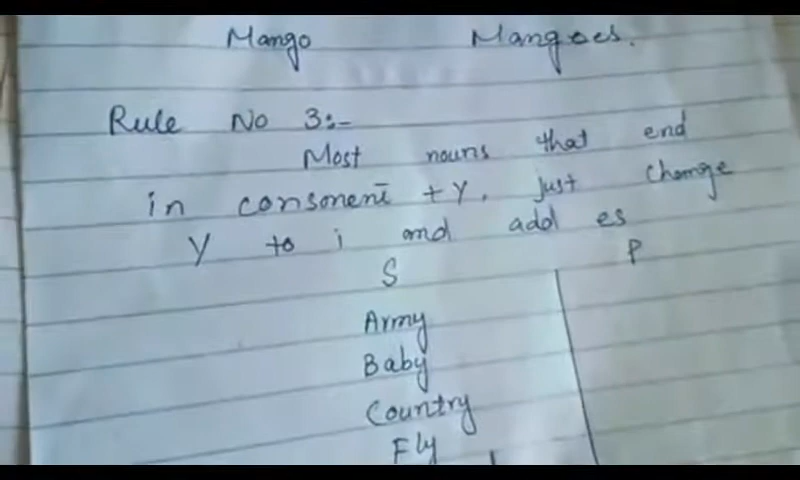 Mango Mangoes.
Rule No 3:-
Most nouns that end
in consonent + y, just change
y to i and add es
S P
Army
Baby
Country
Fly